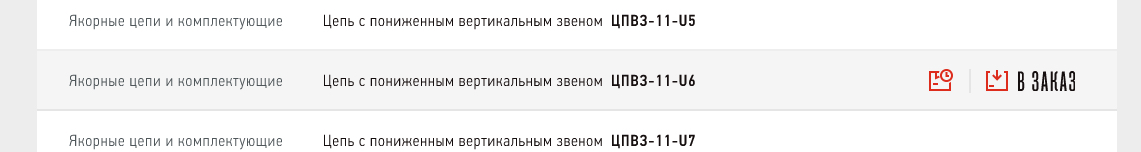 Якорные цепи и комплектующие Цепь с пониженным вертикальным звеном ЦПВЗ-11-U5
Якорные цепи и комплектующие Цепь с пониженным вертикальным звеном ЦПВЗ-11-U6 В ЗАКАЗ
Якорные цепи и комплектующие Цепь с пониженным вертикальным звеном ЦПВЗ-11-U7